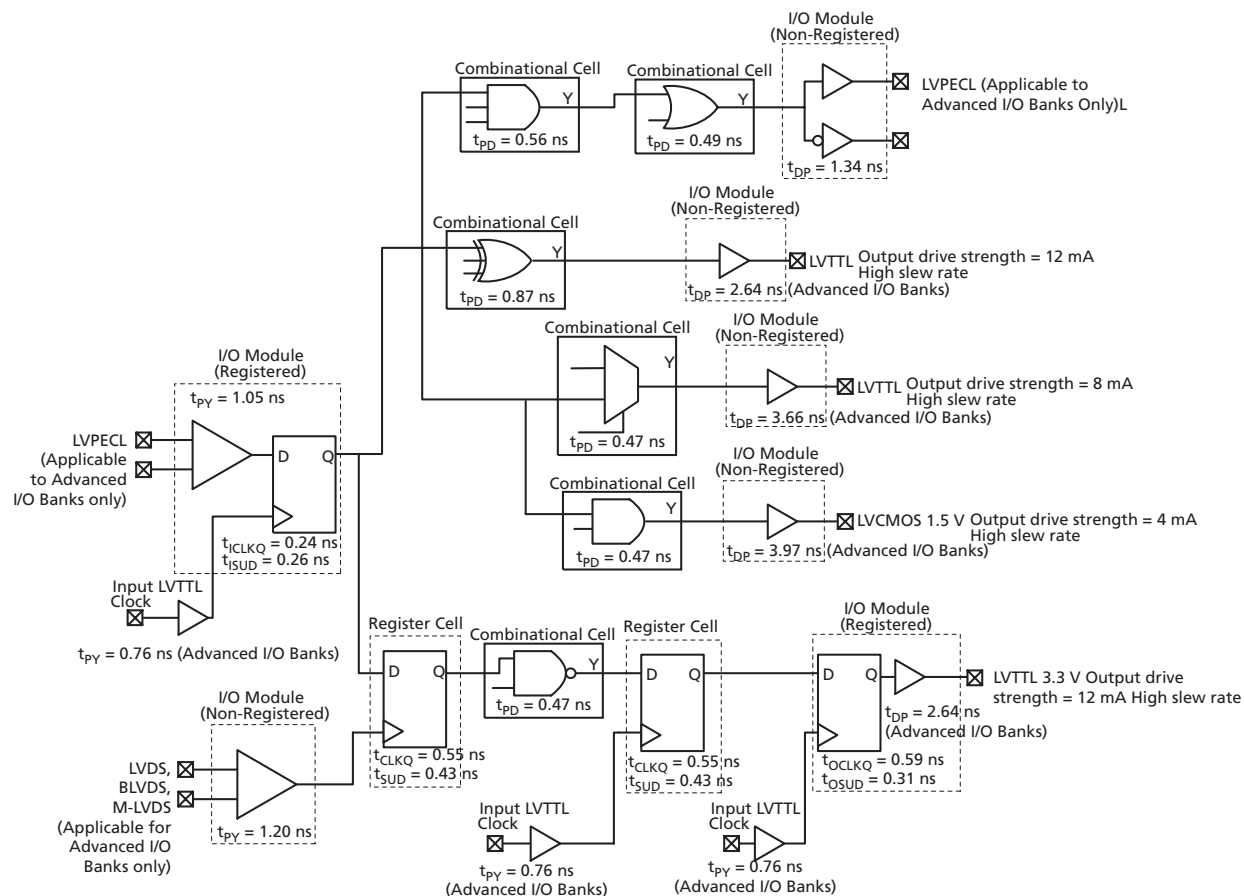 I/O Module
(Non-Registered)
Combinational Cell
Y
tPD = 0.56 ns
Combinational Cell
Y
tPD = 0.49 ns
tDP = 1.34 ns
LVPECL (Applicable to
Advanced I/O Banks Only)L
I/O Module
(Non-Registered)
Combinational Cell
Y
tPD = 0.87 ns
tDP = 2.64 ns
LVTTL Output drive strength = 12 mA
High slew rate
(Advanced I/O Banks)
I/O Module
(Non-Registered)
Combinational Cell
Y
tPD = 0.47 ns
tDP = 3.66 ns
LVTTL Output drive strength = 8 mA
High slew rate
(Advanced I/O Banks)
I/O Module
(Non-Registered)
Combinational Cell
Y
tPD = 0.47 ns
tDP = 3.97 ns
LVCMOS 1.5 V Output drive strength = 4 mA
High slew rate
(Advanced I/O Banks)
I/O Module
(Registered)
tPY = 1.05 ns
LVPECL
(Applicable
to Advanced
I/O Banks only)
D
Q
tICLKQ = 0.24 ns
tISUD = 0.26 ns
Input LVTTL
Clock
tPY = 0.76 ns (Advanced I/O Banks)
I/O Module
(Non-Registered)
LVDS,
BLVDS,
M-LVDS
(Applicable for
Advanced I/O
Banks only)
tPY = 1.20 ns
Register Cell
D
Q
tCLKQ = 0.55 ns
tSUD = 0.43 ns
Combinational Cell
Y
tPD = 0.47 ns
Register Cell
D
Q
tCLKQ = 0.55 ns
tSUD = 0.43 ns
Input LVTTL
Clock
tPY = 0.76 ns
(Advanced I/O Banks)
I/O Module
(Registered)
D
Q
tDP = 2.64 ns
(Advanced I/O Banks)
tOCLKQ = 0.59 ns
tOSUD = 0.31 ns
LVTTL 3.3 V Output drive
strength = 12 mA High slew rate
Input LVTTL
Clock
tPY = 0.76 ns
(Advanced I/O Banks)